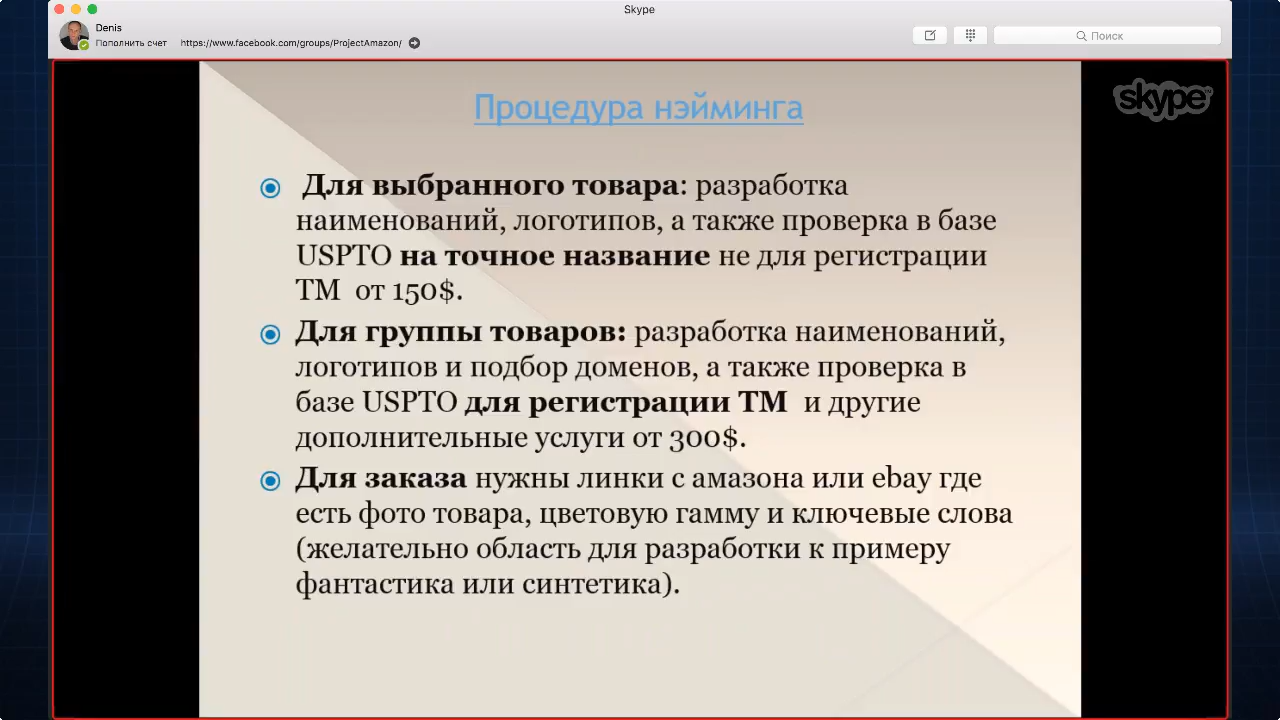 Skype
Denis
Пополнить счет https://www.facebook.com/groups/ProjectAmazon/
Поиск
skype™
Процедура нэйминга
Для выбранного товара: разработка
наименований, логотипов, а также проверка в базе
USPTO на точное название не для регистрации
ТМ от 150$.
Для группы товаров: разработка наименований,
логотипов и подбор доменов, а также проверка в
базе USPTO для регистрации ТМ и другие
дополнительные услуги от 300$.
Для заказа нужны линки с амазона или ebay где
есть фото товара, цветовую гамму и ключевые слова
(желательно область для разработки к примеру
фантастика или синтетика).